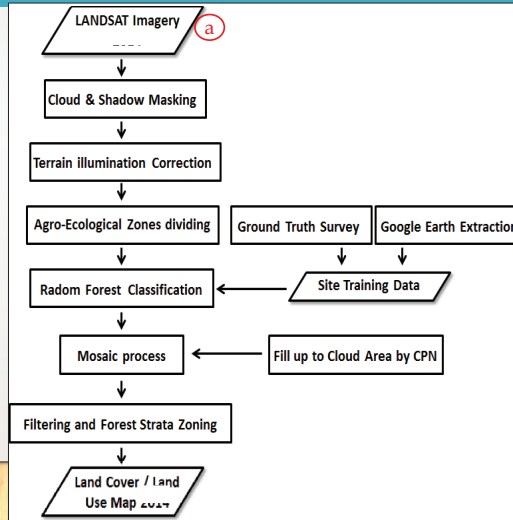 LANDSAT Imagery
a
Cloud & Shadow Masking
Terrain illumination Correction
Agro-Ecological Zones dividing
Ground Truth Survey
Google Earth Extraction
Radom Forest Classification
Site Training Data
Mosaic process
Fill up to Cloud Area by CPN
Filtering and Forest Strata Zoning
Land Cover / Land
Use Map 2014